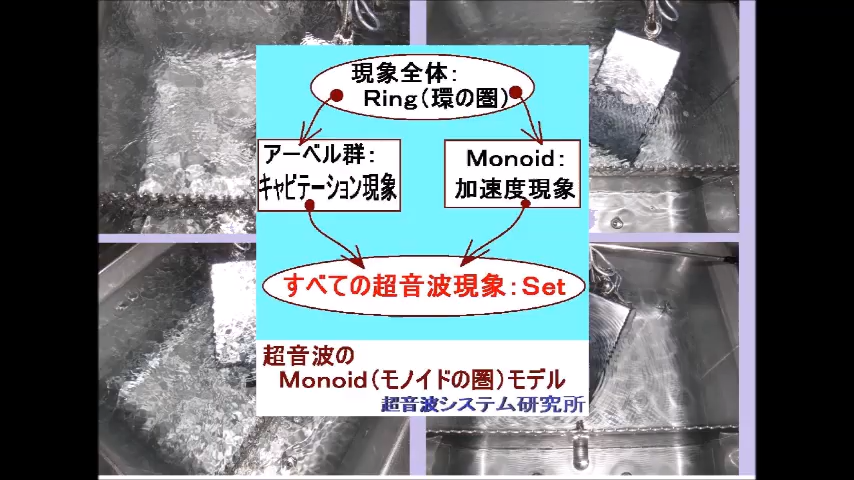 現象全体：
Ring（環の圏）
アーベル群：
キャビテーション現象
Monoid：
加速度現象
すべての超音波現象：Set
超音波の
Monoid（モノイドの圏）モデル
超音波システム研究所